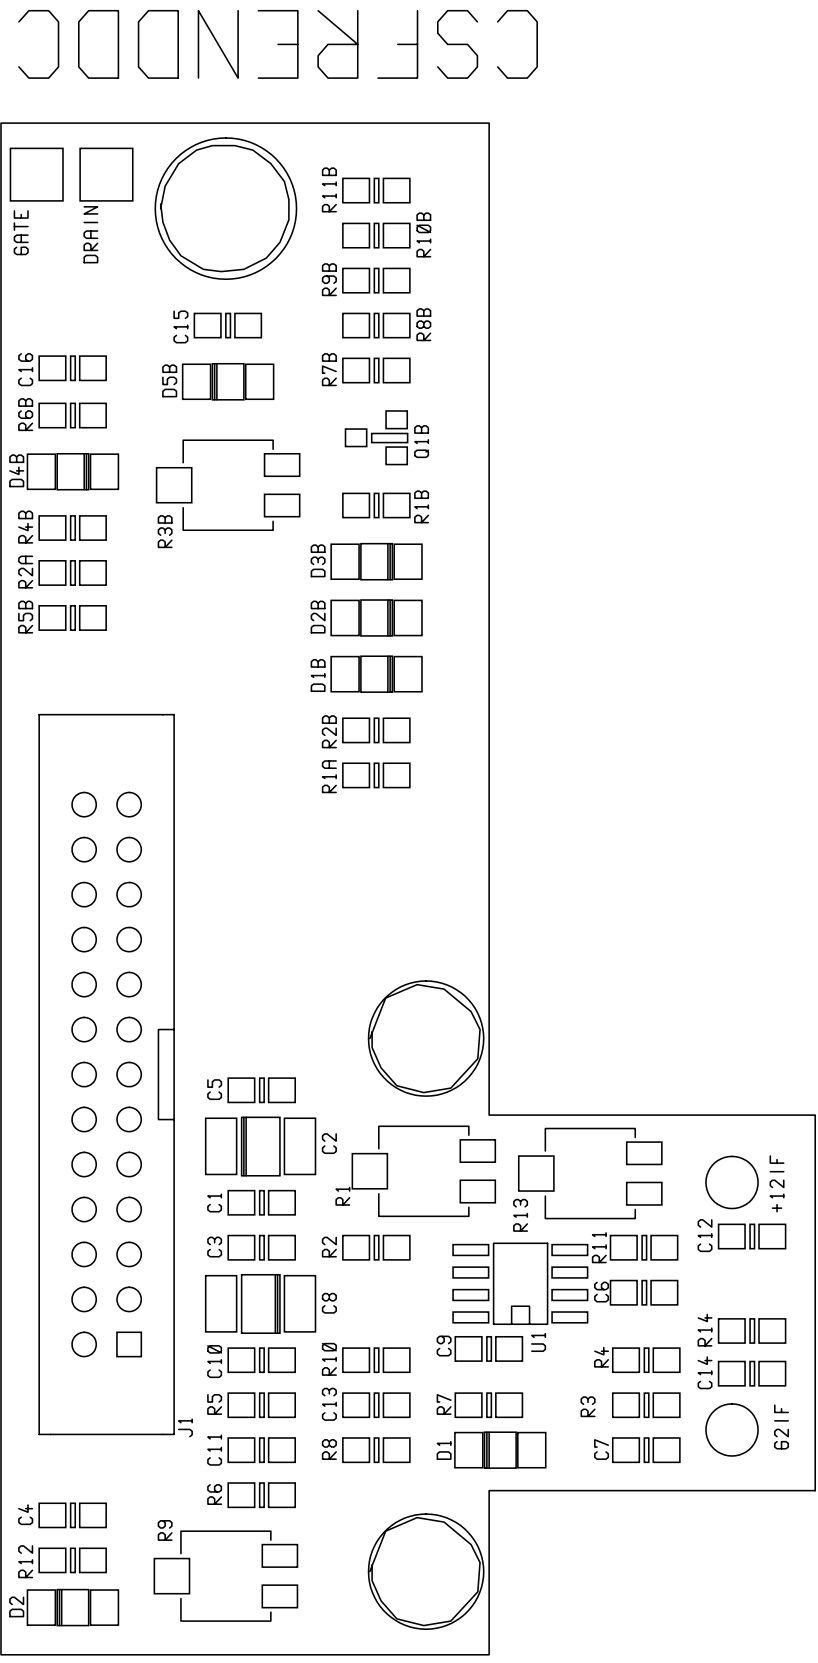 CSFRENDDC
GATE
DRAIN
R11B
R10B
R9B
C15
R8B
C16
D5B
R7B
R6B
Q1B
D4B
R3B
R1B
R4B
D3B
R2A
R5B
D2B
D1B
R2B
R1A
C5
C2
R1
+12IF
C1
R13
C12
C3
R2
R11
C6
C8
U1
R14
C10
R10
C9
R4
C14
R5
C13
R7
R3
G2IF
J1
C11
R8
D1
C7
R6
C4
R9
R12
D2